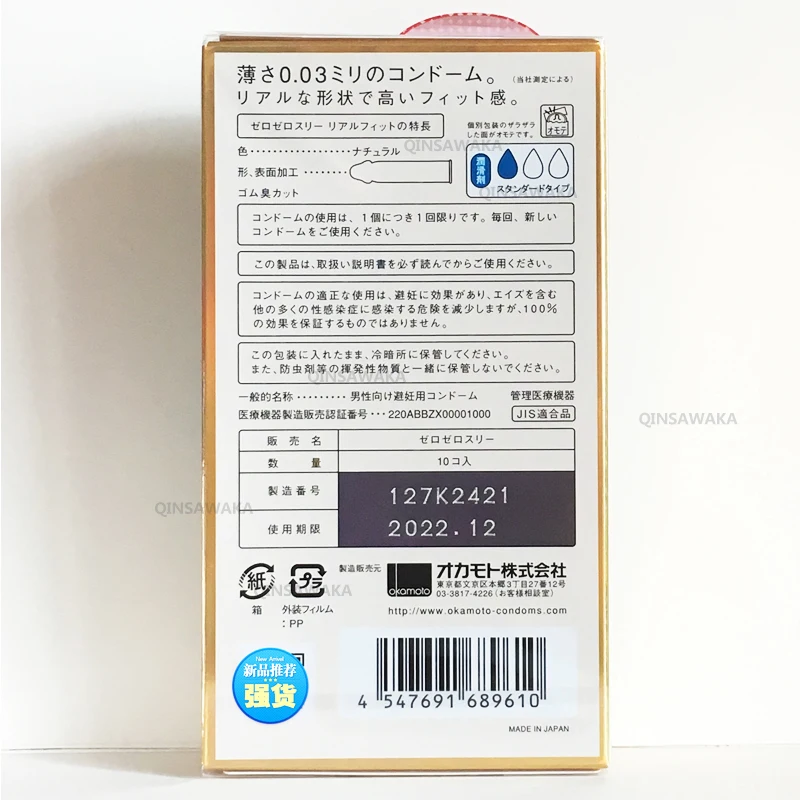 薄さ0.03ミリのコンドーム。 (当社測定による)
リアルな形状で高いフィット感。
ゼロゼロスリー リアルフィットの特長
個別包装のザラザラ
した面がオモテです。
オモテ
QINSAWAKA
色・・・・・・・・・・・・・・・・・・ナチュラル
形、表面加工・・・・・・・
ゴム臭カット
潤滑剤
スタンダードタイプ
QINSAWAKA
コンドームの使用は、1個につき1回限りです。毎回、新しい
コンドームをご使用ください。
この製品は、取扱い説明書を必ず読んでからご使用ください。
コンドームの適正な使用は、避妊に効果があり、エイズを含む
他の多くの性感染症に感染する危険を減少しますが、100%
の効果を保証するものではありません。
この包装に入れたまま、冷暗所に保管してください。
また、防虫剤等の揮発性物質と一緒に保管しないでください。
QINSAWAKA
一般的名称・・・・・・・・・男性向け避妊用コンドーム 管理医療機器
医療機器製造販売認証番号・・・220ABBZX00001000 JIS適合品
QINSAWAKA
販売名 ゼロゼロスリー
数量 10コ入
製造番号 127K2421
QINSAWAKA
使用期限 2022.12
紙
箱
プラ
外装フィルム
:PP
QINSAWAKA
製造販売元
okamoto
オカモト株式会社
東京都文京区本郷3丁目27番12号
03-3817-4226(お客様相談室)
http://www.okamoto-condoms.com
New Arrival
新品推荐
强货
4 547691 689610
MADE IN JAPAN